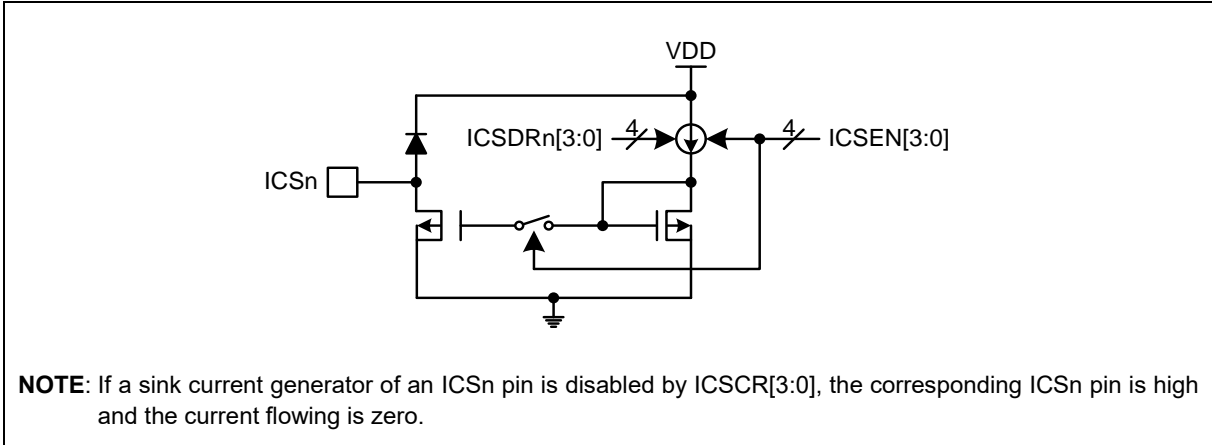 VDD
ICSDRn[3:0] 4 4 ICSEN[3:0]
ICSn
NOTE: If a sink current generator of an ICSn pin is disabled by ICSCR[3:0], the corresponding ICSn pin is high
and the current flowing is zero.